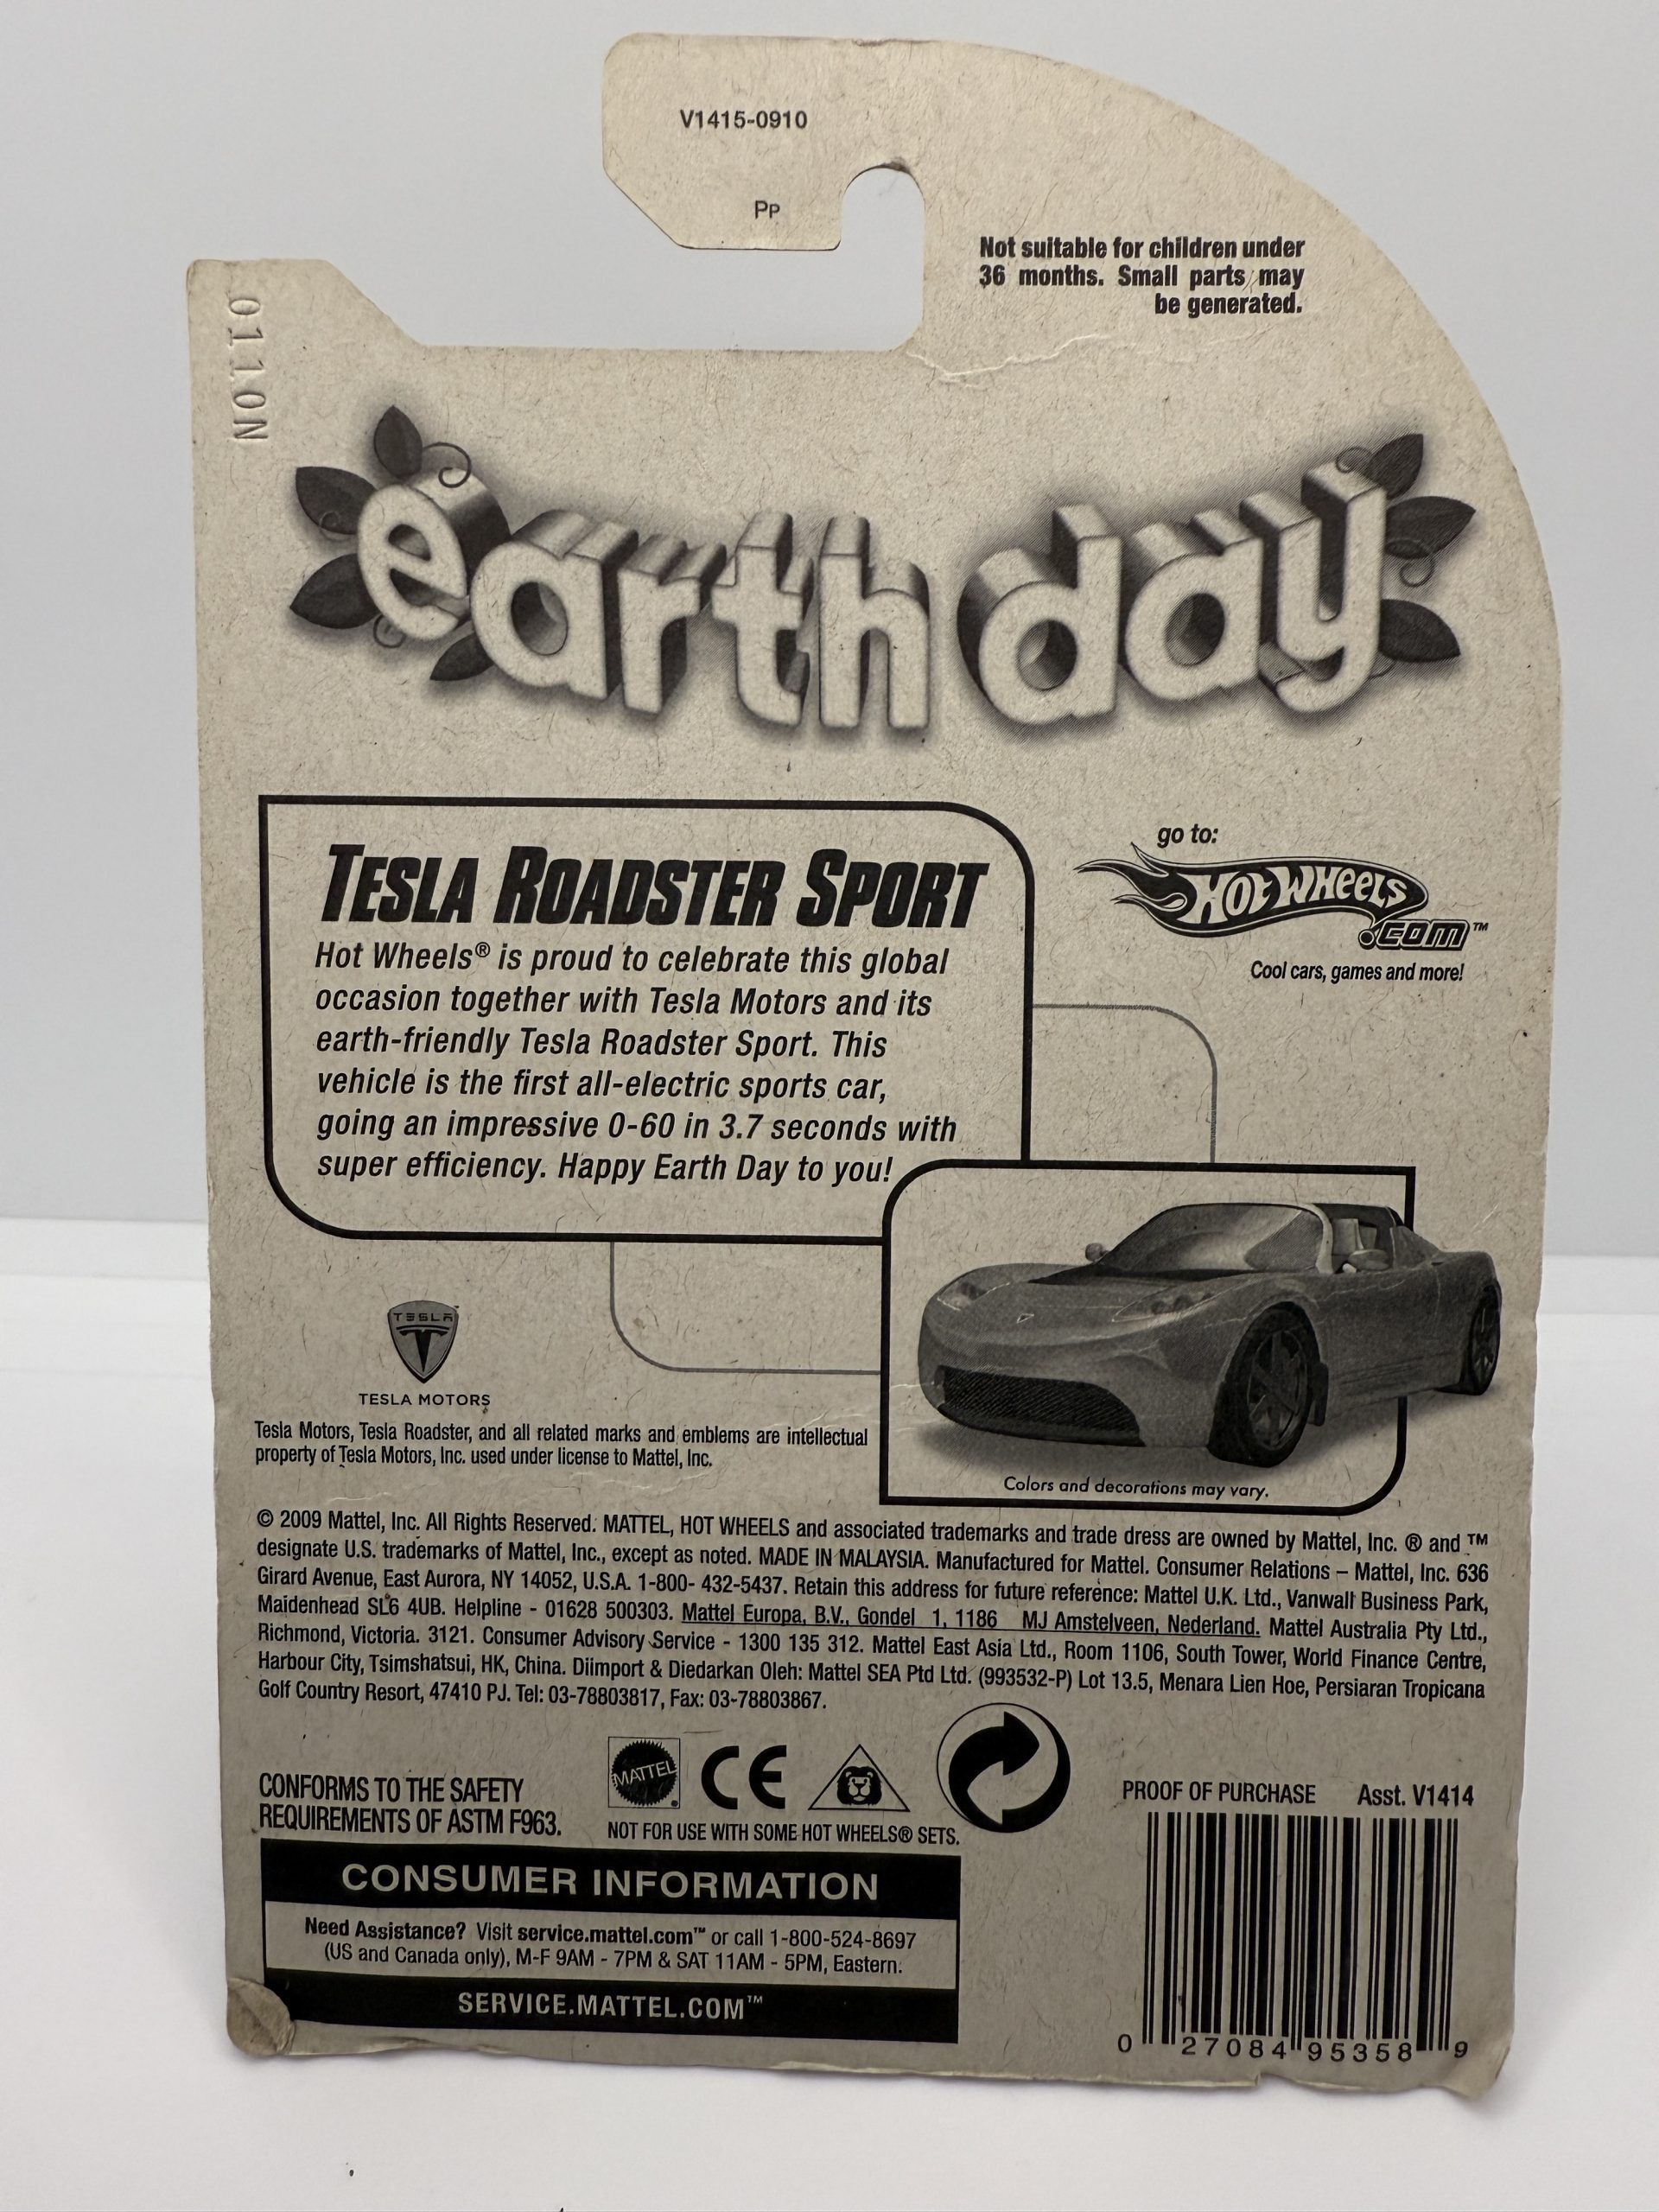 V1415-0910
PP
Not suitable for children under
36 months. Small parts may
be generated.
0110N
earth day
TESLA ROADSTER SPORT
Hot Wheels® is proud to celebrate this global
occasion together with Tesla Motors and its
earth-friendly Tesla Roadster Sport. This
vehicle is the first all-electric sports car,
going an impressive 0-60 in 3.7 seconds with
super efficiency. Happy Earth Day to you!
go to:
HOT WHEELS
.COM™
Cool cars, games and more!
TESLA
TESLA MOTORS
Tesla Motors, Tesla Roadster, and all related marks and emblems are intellectual
property of Tesla Motors, Inc. used under license to Mattel, Inc.
Colors and decorations may vary.
© 2009 Mattel, Inc. All Rights Reserved. MATTEL, HOT WHEELS and associated trademarks and trade dress are owned by Mattel, Inc. ® and ™
designate U.S. trademarks of Mattel, Inc., except as noted. MADE IN MALAYSIA. Manufactured for Mattel. Consumer Relations – Mattel, Inc. 636
Girard Avenue, East Aurora, NY 14052, U.S.A. 1-800- 432-5437. Retain this address for future reference: Mattel U.K. Ltd., Vanwall Business Park,
Maidenhead SL6 4UB. Helpline - 01628 500303. Mattel Europa, B.V., Gondel 1, 1186 MJ Amstelveen, Nederland. Mattel Australia Pty Ltd.,
Richmond, Victoria. 3121. Consumer Advisory Service - 1300 135 312. Mattel East Asia Ltd., Room 1106, South Tower, World Finance Centre,
Harbour City, Tsimshatsui, HK, China. Diimport & Diedarkan Oleh: Mattel SEA Ptd Ltd. (993532-P) Lot 13.5, Menara Lien Hoe, Persiaran Tropicana
Golf Country Resort, 47410 PJ. Tel: 03-78803817, Fax: 03-78803867.
CONFORMS TO THE SAFETY
REQUIREMENTS OF ASTM F963.
MATTEL
CE
NOT FOR USE WITH SOME HOT WHEELS® SETS.
PROOF OF PURCHASE Asst. V1414
CONSUMER INFORMATION
Need Assistance? Visit service.mattel.com™ or call 1-800-524-8697
(US and Canada only), M-F 9AM - 7PM & SAT 11AM - 5PM, Eastern.
SERVICE.MATTEL.COM™
0 27084 95358 9